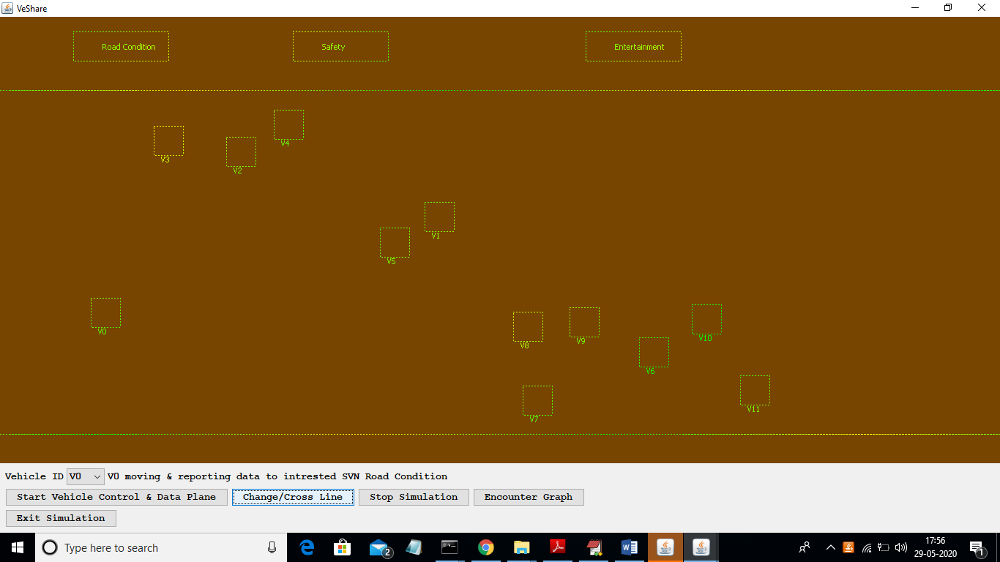 VeShare
Road Condition
Safety
Entertainment
V4
V3
V2
V1
V5
V0
V10
V9
V8
V6
V11
V7
Vehicle ID V0 V0 moving & reporting data to intrested SVN Road Condition
Start Vehicle Control & Data Plane
Change/Cross Line
Stop Simulation
Encounter Graph
Exit Simulation
Type here to search
2
17:56
29-05-2020
1